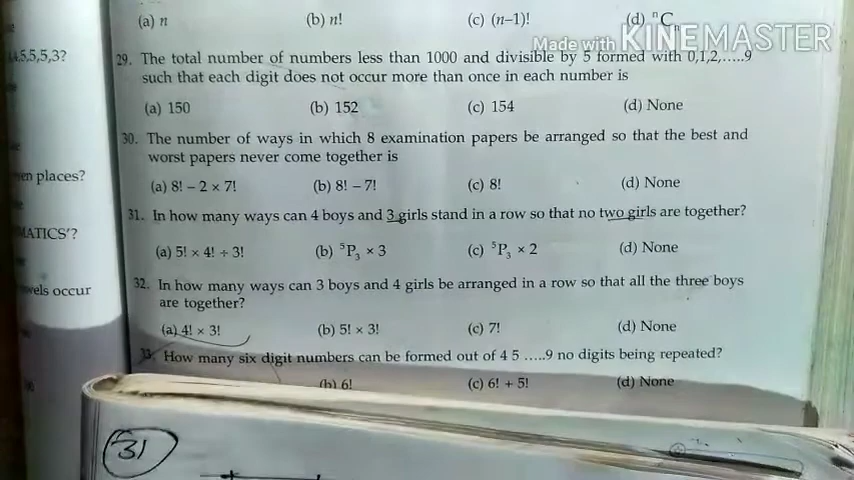 (a) n (b) n! (c) (n–1)! (d) ⁿCₙ
Made with KINEMASTER
4,5,5,5,3?
29. The total number of numbers less than 1000 and divisible by 5 formed with 0,1,2,.....9
such that each digit does not occur more than once in each number is
(a) 150 (b) 152 (c) 154 (d) None
30. The number of ways in which 8 examination papers be arranged so that the best and
worst papers never come together is
en places?
(a) 8! – 2 × 7! (b) 8! – 7! (c) 8! (d) None
31. In how many ways can 4 boys and 3 girls stand in a row so that no two girls are together?
MATICS'?
(a) 5! × 4! ÷ 3! (b) ⁵P₃ × 3 (c) ⁵P₃ × 2 (d) None
32. In how many ways can 3 boys and 4 girls be arranged in a row so that all the three boys
are together?
wels occur
(a) 4! × 3! (b) 5! × 3! (c) 7! (d) None
33. How many six digit numbers can be formed out of 4 5 .....9 no digits being repeated?
(b) 6! (c) 6! + 5! (d) None
31